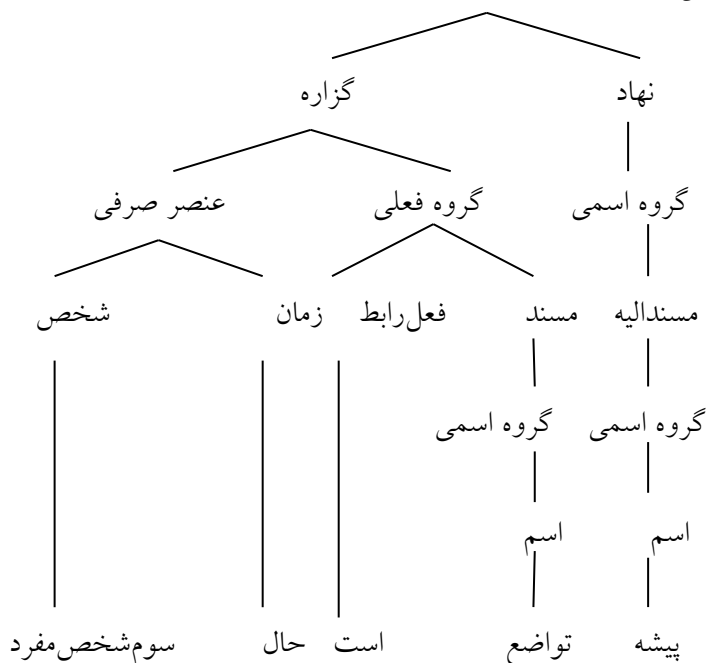 نهاد گزاره
گروه اسمی گروه فعلی عنصر صرفی
مسندالیه مسند فعل‌رابط زمان شخص
گروه اسمی گروه اسمی
اسم اسم
پیشه تواضع است حال سوم‌شخص‌مفرد